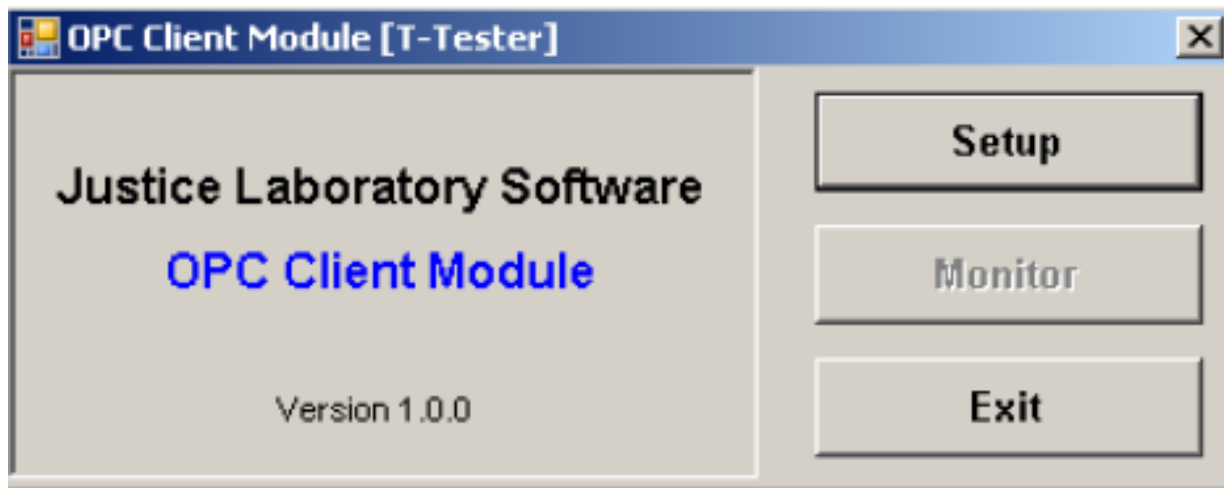 OPC Client Module [T-Tester]
Justice Laboratory Software
OPC Client Module
Version 1.0.0
Setup
Monitor
Exit